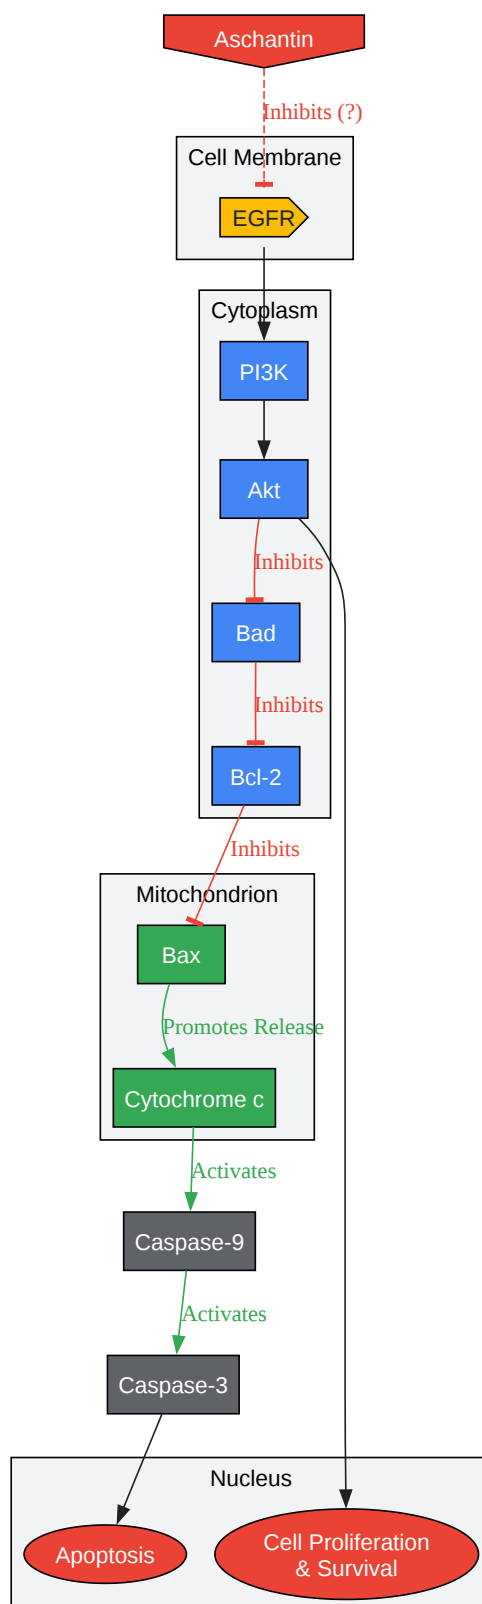 Aschantin
Inhibits (?)
Cell Membrane
EGFR
Cytoplasm
PI3K
Akt
Inhibits
Bad
Inhibits
Bcl-2
Inhibits
Mitochondrion
Bax
Promotes Release
Cytochrome c
Activates
Caspase-9
Activates
Caspase-3
Nucleus
Apoptosis
Cell Proliferation
& Survival